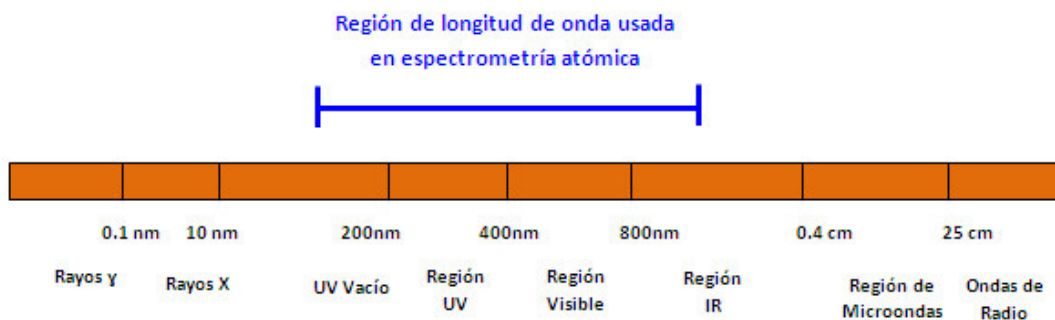 Región de longitud de onda usada
en espectrometría atómica
0.1 nm 10 nm 200nm 400nm 800nm 0.4 cm 25 cm
Rayos γ Rayos X UV Vacío Región Región Región Región de Ondas de
UV Visible IR Microondas Radio